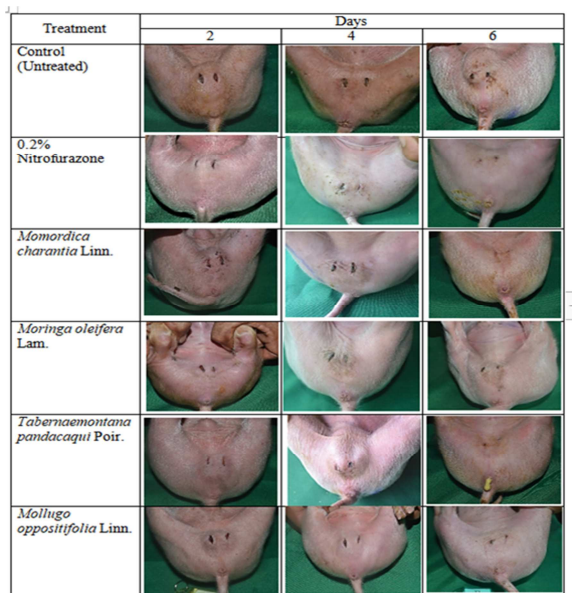 Treatment
Days
2
4
6
Control
(Untreated)
0.2%
Nitrofurazone
Momordica
charantia Linn.
Moringa oleifera
Lam.
Tabernaemontana
pandacaqui Poir.
Mollugo
oppositifolia Linn.